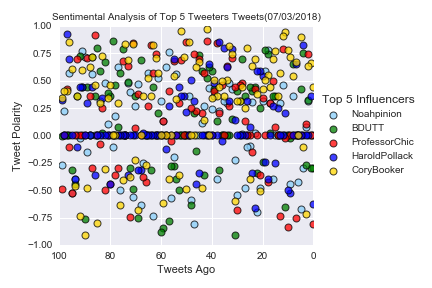 Sentimental Analysis of Top 5 Tweeters Tweets(07/03/2018)
1.00
0.75
0.50
0.25
0.00
−0.25
−0.50
−0.75
−1.00
Tweet Polarity
100
80
60
40
20
0
Tweets Ago
Top 5 Influencers
Noahpinion
BDUTT
ProfessorChic
HaroldPollack
CoryBooker